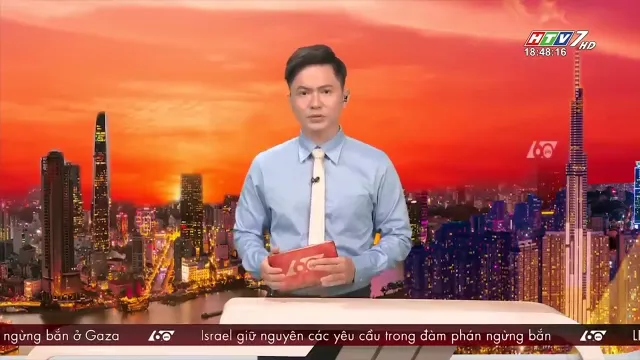 HTV7 HD
18:48:16
60
60
ngừng bắn ở Gaza 60 Israel giữ nguyên các yêu cầu trong đàm phán ngừng bắn 60